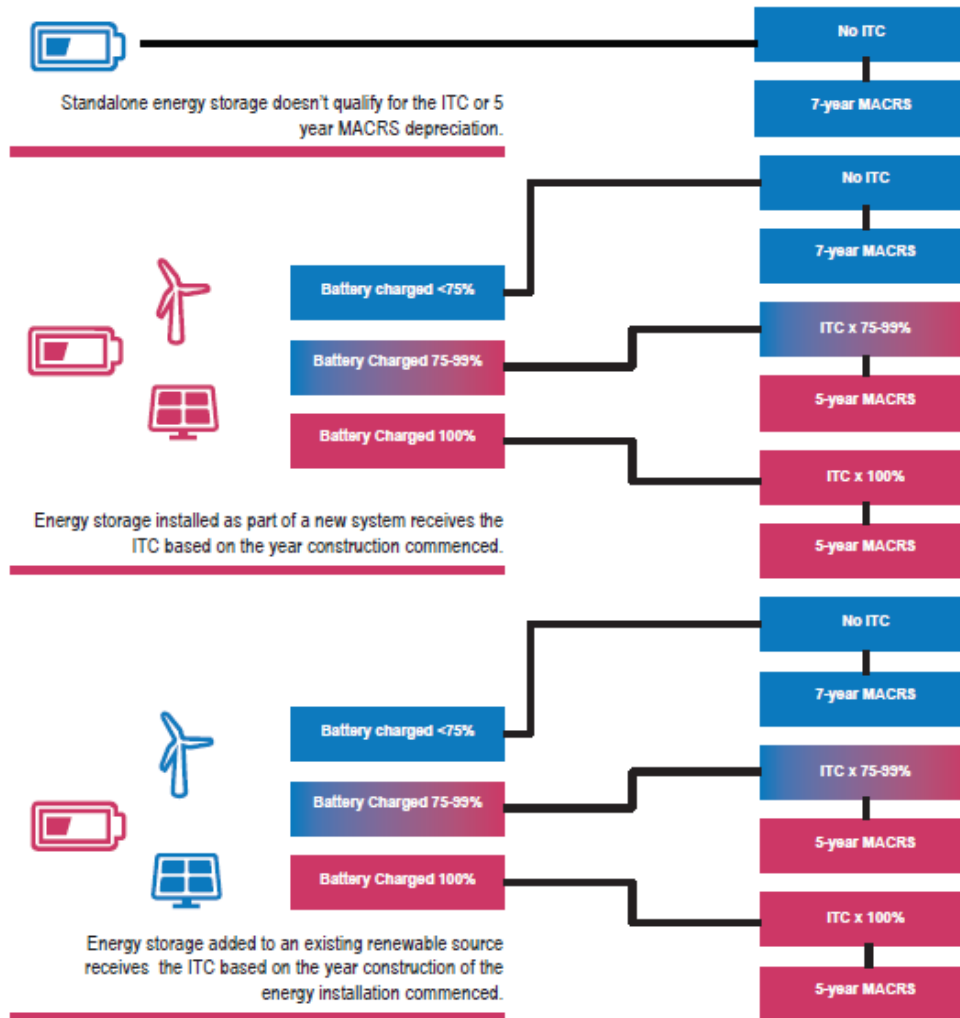 No ITC
Standalone energy storage doesn't qualify for the ITC or 5
year MACRS depreciation.
7-year MACRS
No ITC
7-year MACRS
Battery charged <75%
ITC x 75-99%
Battery Charged 75-99%
5-year MACRS
Battery Charged 100%
ITC x 100%
Energy storage installed as part of a new system receives the
ITC based on the year construction commenced.
5-year MACRS
No ITC
7-year MACRS
Battery charged <75%
ITC x 75-99%
Battery Charged 75-99%
5-year MACRS
Battery Charged 100%
ITC x 100%
Energy storage added to an existing renewable source
receives the ITC based on the year construction of the
energy installation commenced.
5-year MACRS